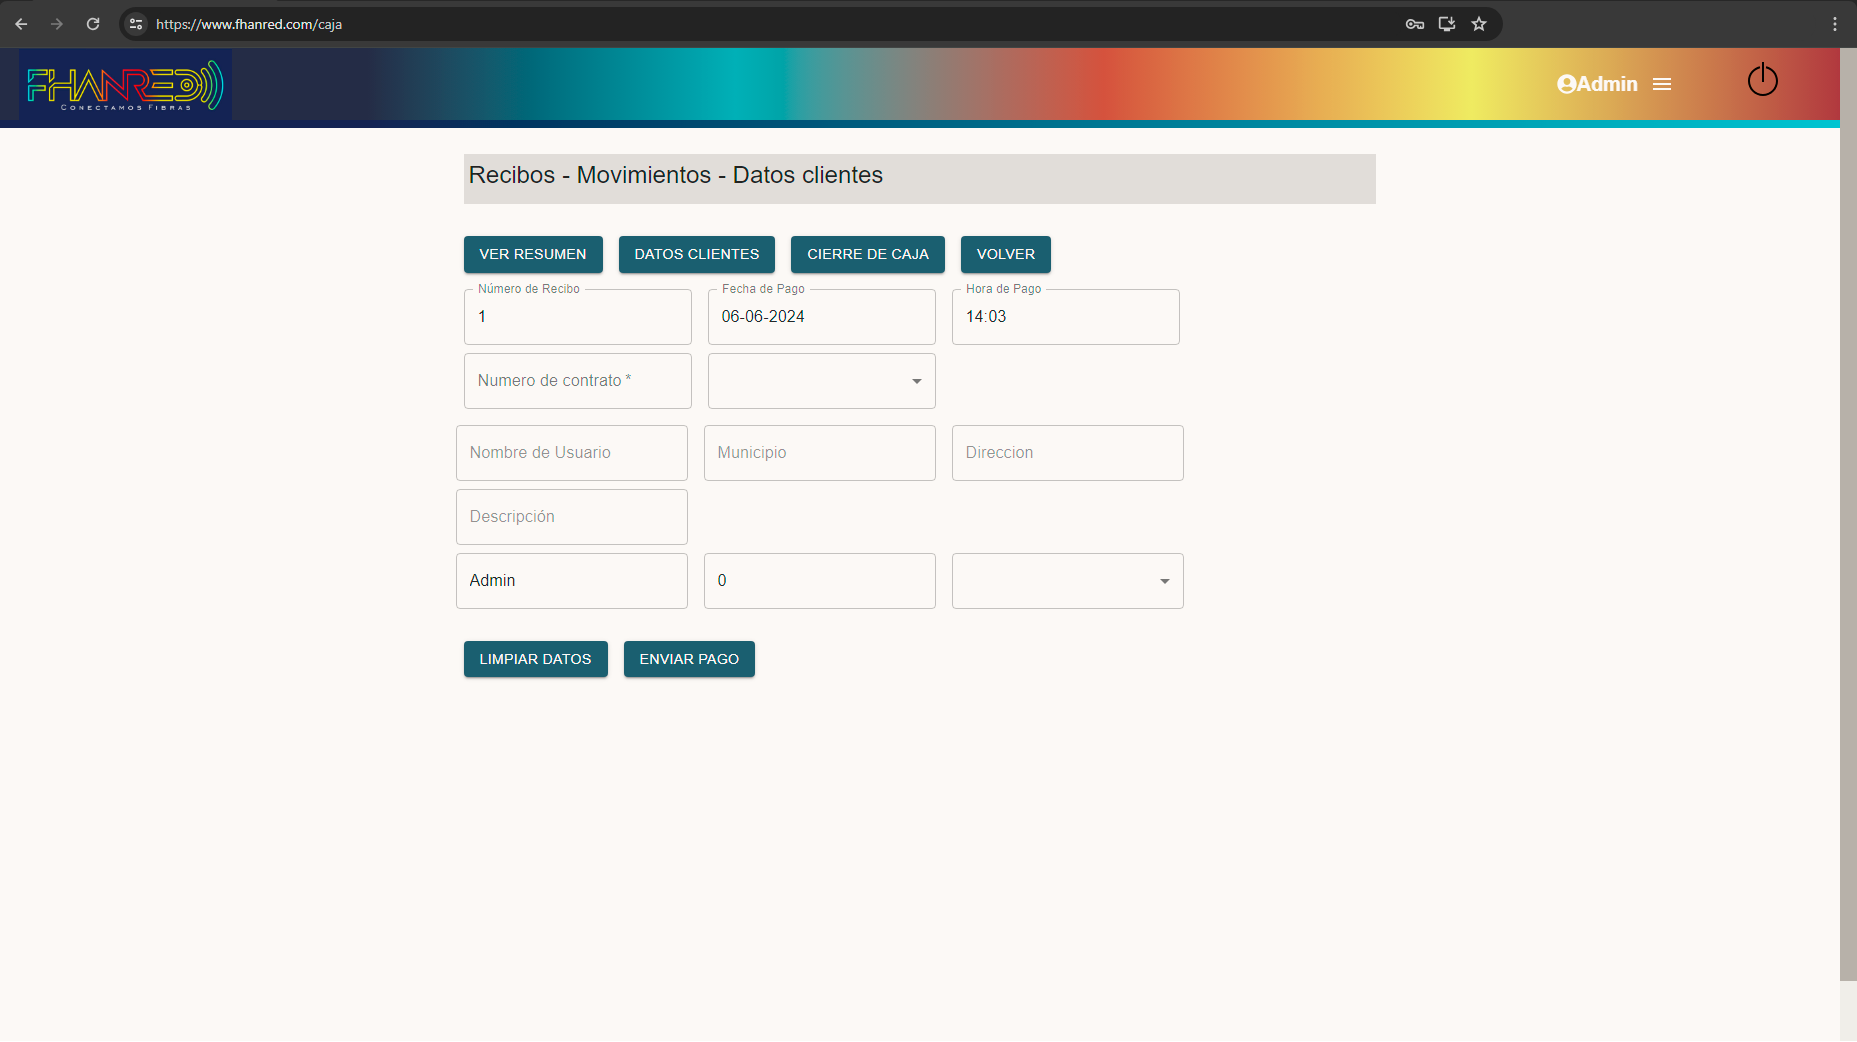 https://www.fhanred.com/caja
FHANRED
CONECTAMOS FIBRAS
Admin
Recibos - Movimientos - Datos clientes
VER RESUMEN DATOS CLIENTES CIERRE DE CAJA VOLVER
Número de Recibo Fecha de Pago Hora de Pago
1 06-06-2024 14:03
Numero de contrato *
Nombre de Usuario Municipio Direccion
Descripción
Admin 0
LIMPIAR DATOS ENVIAR PAGO